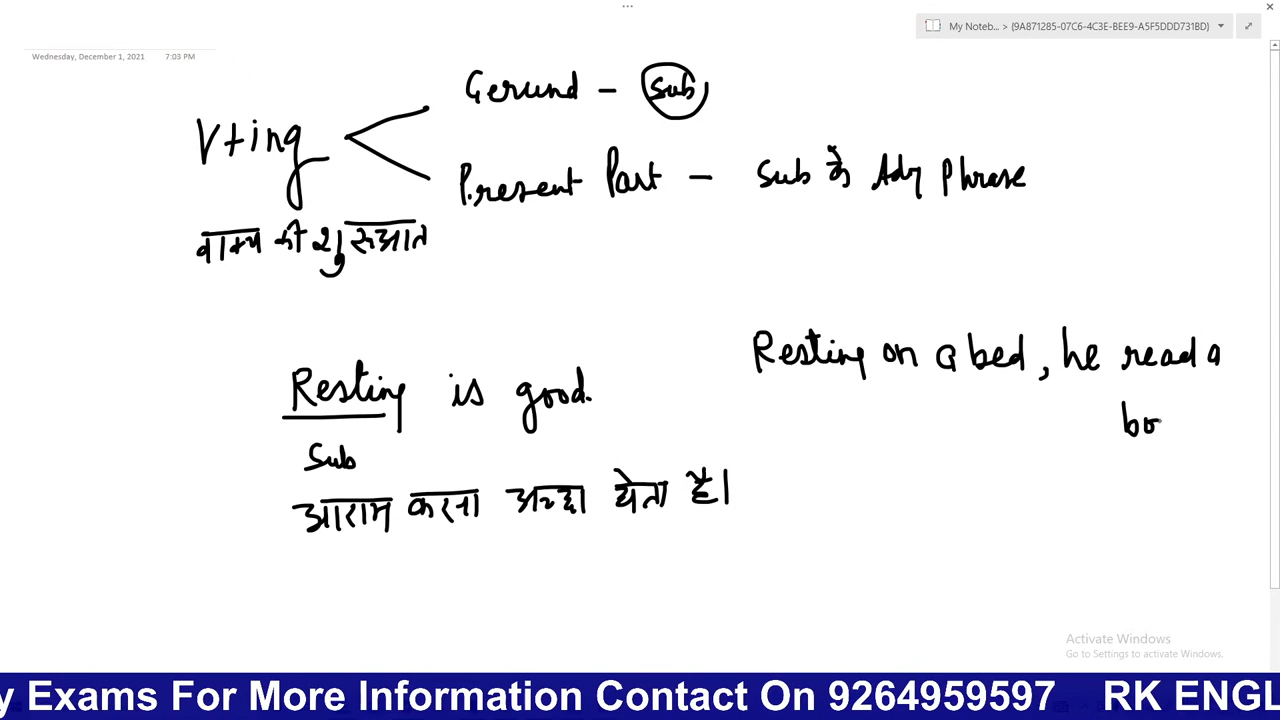 My Noteb... > {9A871285-07C6-4C3E-BEE9-A5F5DDD731BD}
Wednesday, December 1, 2021 7:03 PM
Gerund - Sub
V+ing
Present Part - Sub के Adj Phrase
वाक्य की शुरूआत
Resting on a bed, he read a
bo
Resting is good.
Sub
आराम करना अच्छा होता है।
Activate Windows
Go to Settings to activate Windows.
y Exams For More Information Contact On 9264959597 RK ENGL